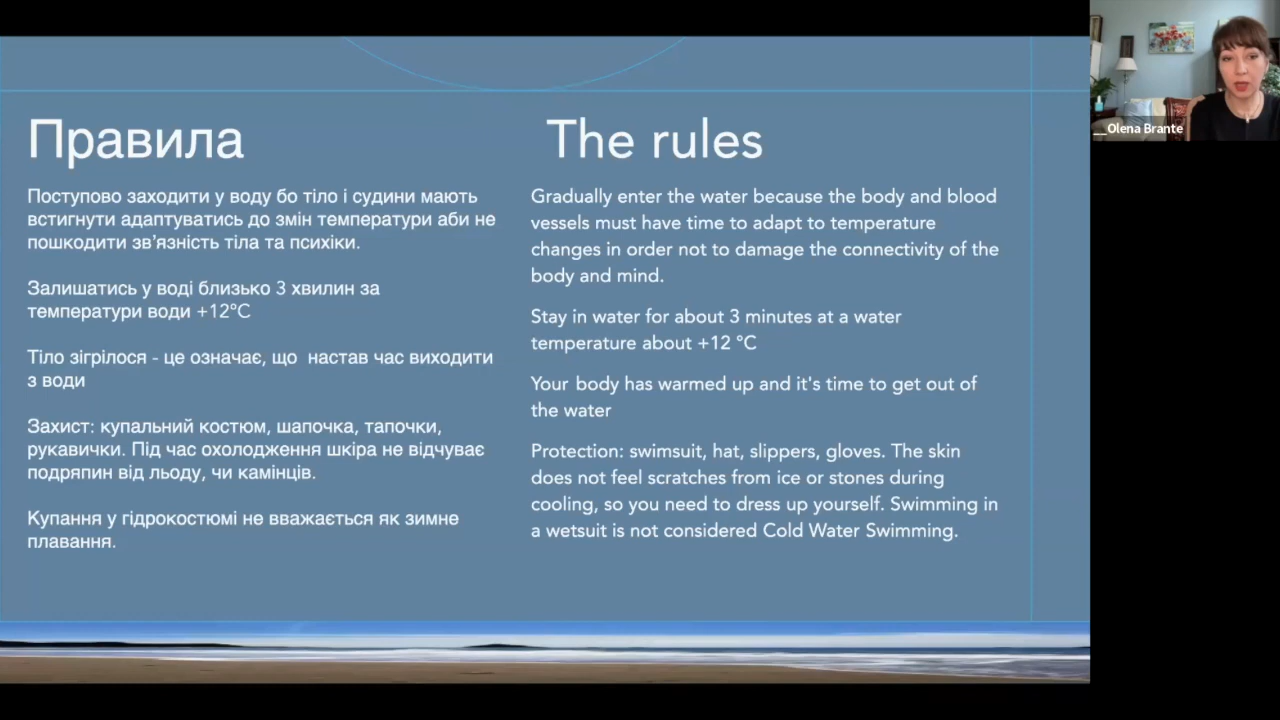 Правила
Поступово заходити у воду бо тіло і судини мають
встигнути адаптуватись до змін температури аби не
пошкодити зв'язність тіла та психіки.
Залишатись у воді близько 3 хвилин за
температури води +12°C
Тіло зігрілося - це означає, що настав час виходити
з води
Захист: купальний костюм, шапочка, тапочки,
рукавички. Під час охолодження шкіра не відчуває
подряпин від льоду, чи камінців.
Купання у гідрокостюмі не вважається як зимне
плавання.
The rules
Gradually enter the water because the body and blood
vessels must have time to adapt to temperature
changes in order not to damage the connectivity of the
body and mind.
Stay in water for about 3 minutes at a water
temperature about +12 °C
Your body has warmed up and it's time to get out of
the water
Protection: swimsuit, hat, slippers, gloves. The skin
does not feel scratches from ice or stones during
cooling, so you need to dress up yourself. Swimming in
a wetsuit is not considered Cold Water Swimming.
__Olena Brante